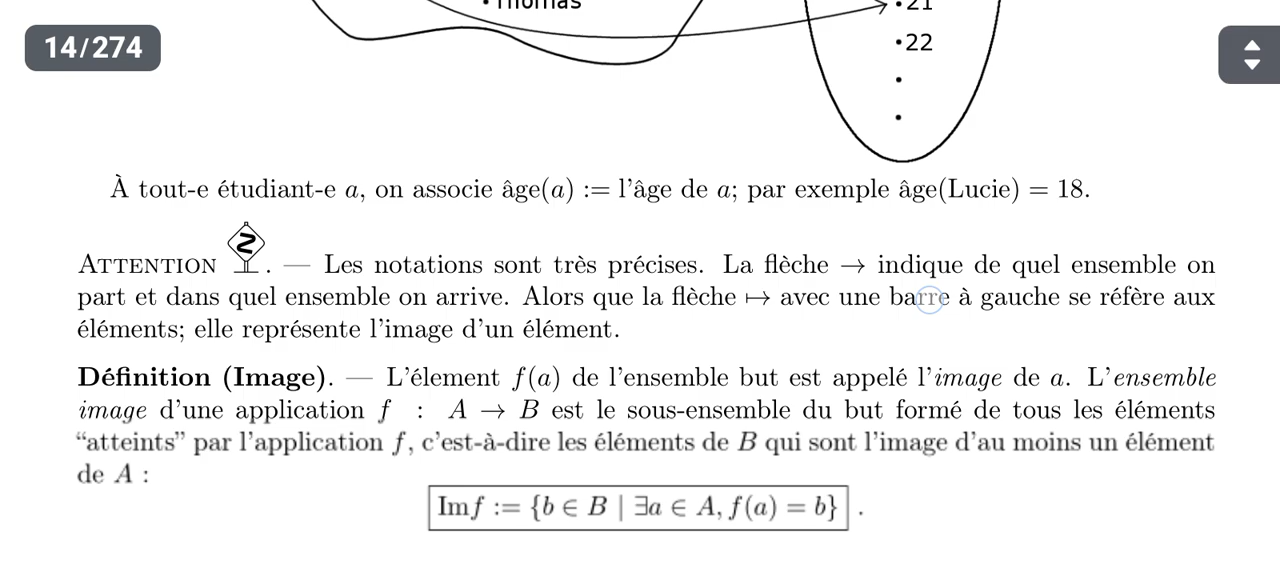 • Thomas
• 21
14/274
• 22
À tout-e étudiant-e a, on associe âge(a) := l'âge de a; par exemple âge(Lucie) = 18.
ATTENTION . — Les notations sont très précises. La flèche → indique de quel ensemble on
part et dans quel ensemble on arrive. Alors que la flèche ↦ avec une barre à gauche se réfère aux
éléments; elle représente l'image d'un élément.
Définition (Image). — L'élement f(a) de l'ensemble but est appelé l'image de a. L'ensemble
image d'une application f : A → B est le sous-ensemble du but formé de tous les éléments
“atteints” par l'application f, c'est-à-dire les éléments de B qui sont l'image d'au moins un élément
de A :
Imf := {b ∈ B | ∃a ∈ A, f(a) = b} .